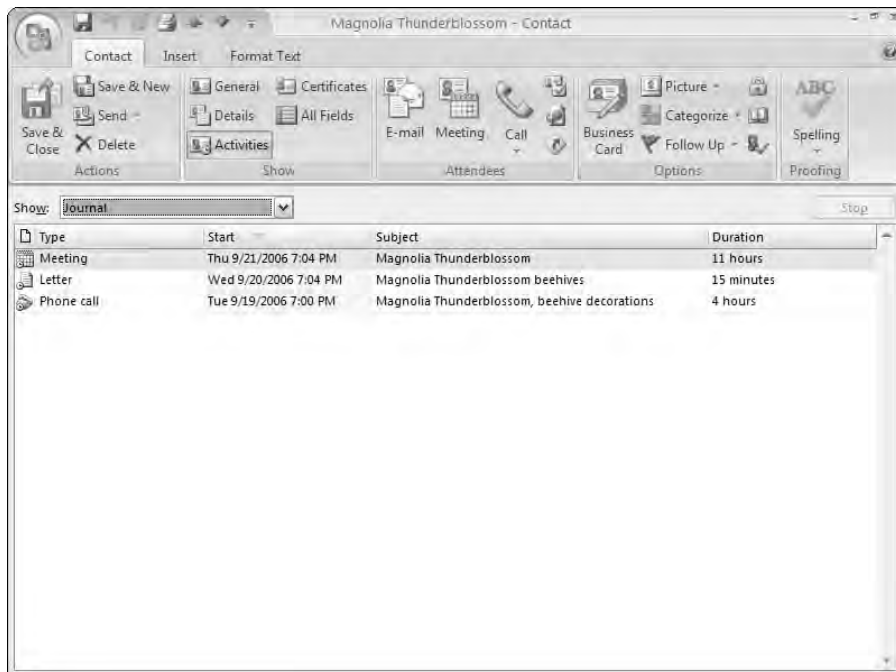 Magnolia Thunderblossom - Contact
Contact Insert Format Text
Save & Close
Save & New
Send
Delete
Actions
General
Details
Activities
Certificates
All Fields
Show
E-mail
Meeting
Call
Attendees
Business Card
Picture
Categorize
Follow Up
Options
ABC
Spelling
Proofing
Show: Journal Stop
Type Start Subject Duration
Meeting Thu 9/21/2006 7:04 PM Magnolia Thunderblossom 11 hours
Letter Wed 9/20/2006 7:04 PM Magnolia Thunderblossom beehives 15 minutes
Phone call Tue 9/19/2006 7:00 PM Magnolia Thunderblossom, beehive decorations 4 hours